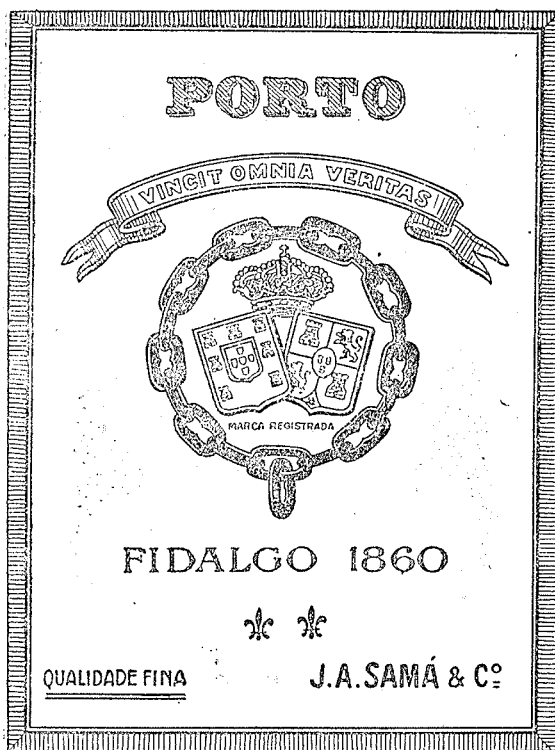 PORTO
VINCIT OMNIA VERITAS
MARCA REGISTRADA
FIDALGO 1860
QUALIDADE FINA
J.A. SAMÁ & Cº